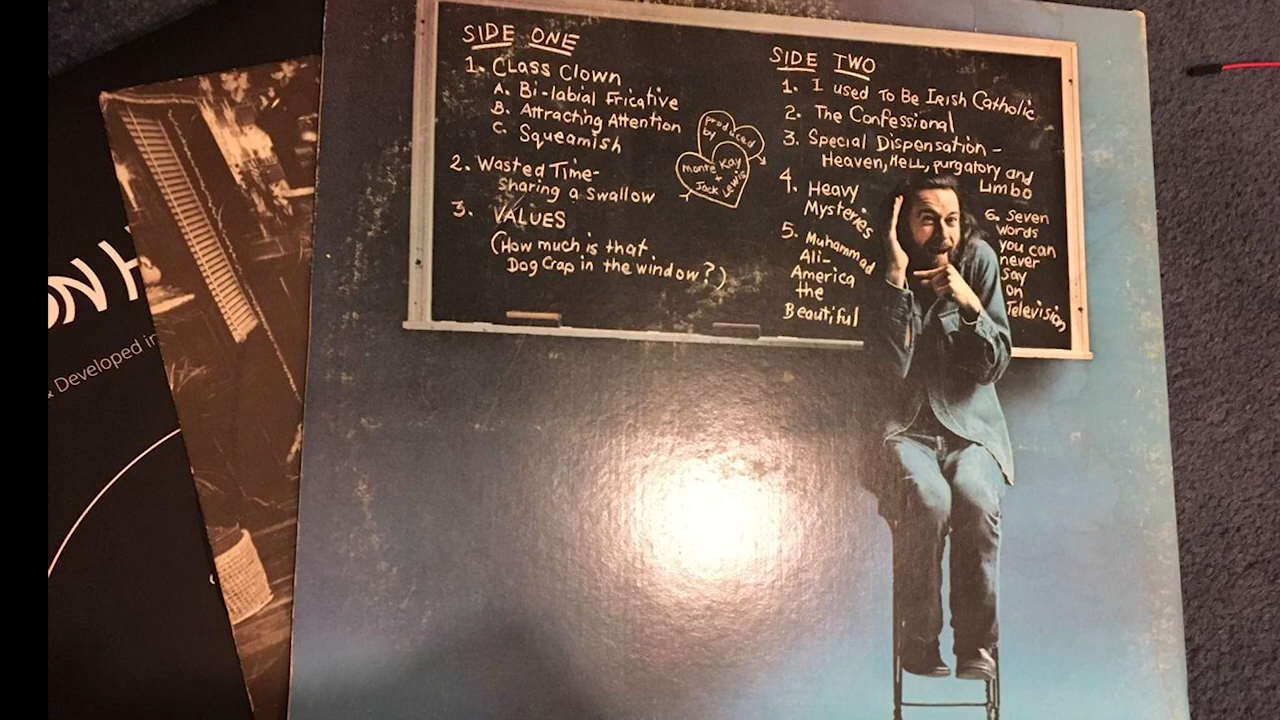 SIDE ONE
1. Class Clown
A. Bi-labial Fricative
B. Attracting Attention
C. Squeamish
2. Wasted Time-
Sharing a Swallow
3. VALUES
(How much is that
Dog Crap in the window?)
produced
by
Monte Kay
+
Jack Lewis
SIDE TWO
1. I used To Be Irish Catholic
2. The Confessional
3. Special Dispensation -
Heaven, Hell, purgatory and
Limbo
4. Heavy
Mysteries
5. Muhammad
Ali-
America
the
Beautiful
6. Seven
words
you can
never
Say
on
Television
ON H
& Developed in